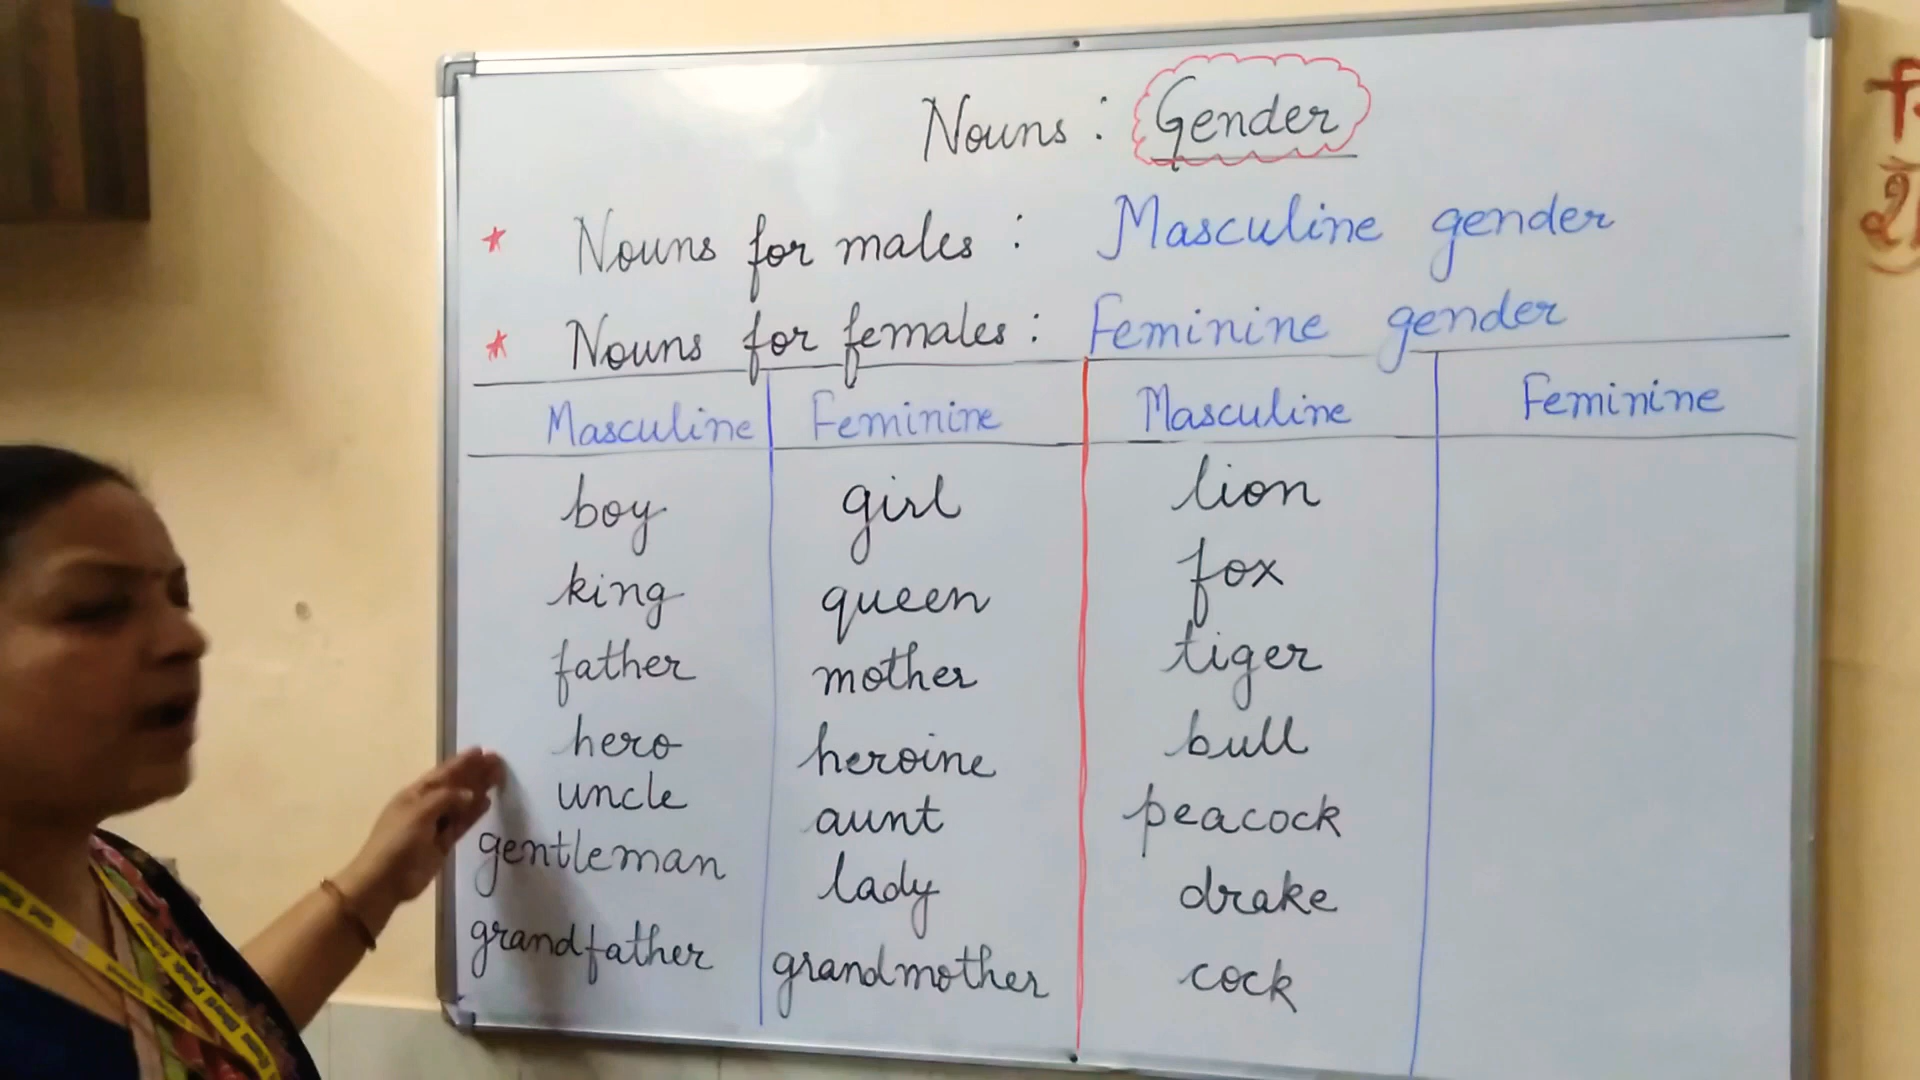 Nouns : Gender
* Nouns for males : Masculine gender
* Nouns for females : Feminine gender
Masculine Feminine Masculine Feminine
boy girl lion
king queen fox
father mother tiger
hero heroine bull
uncle aunt peacock
gentleman lady drake
grandfather grandmother cock